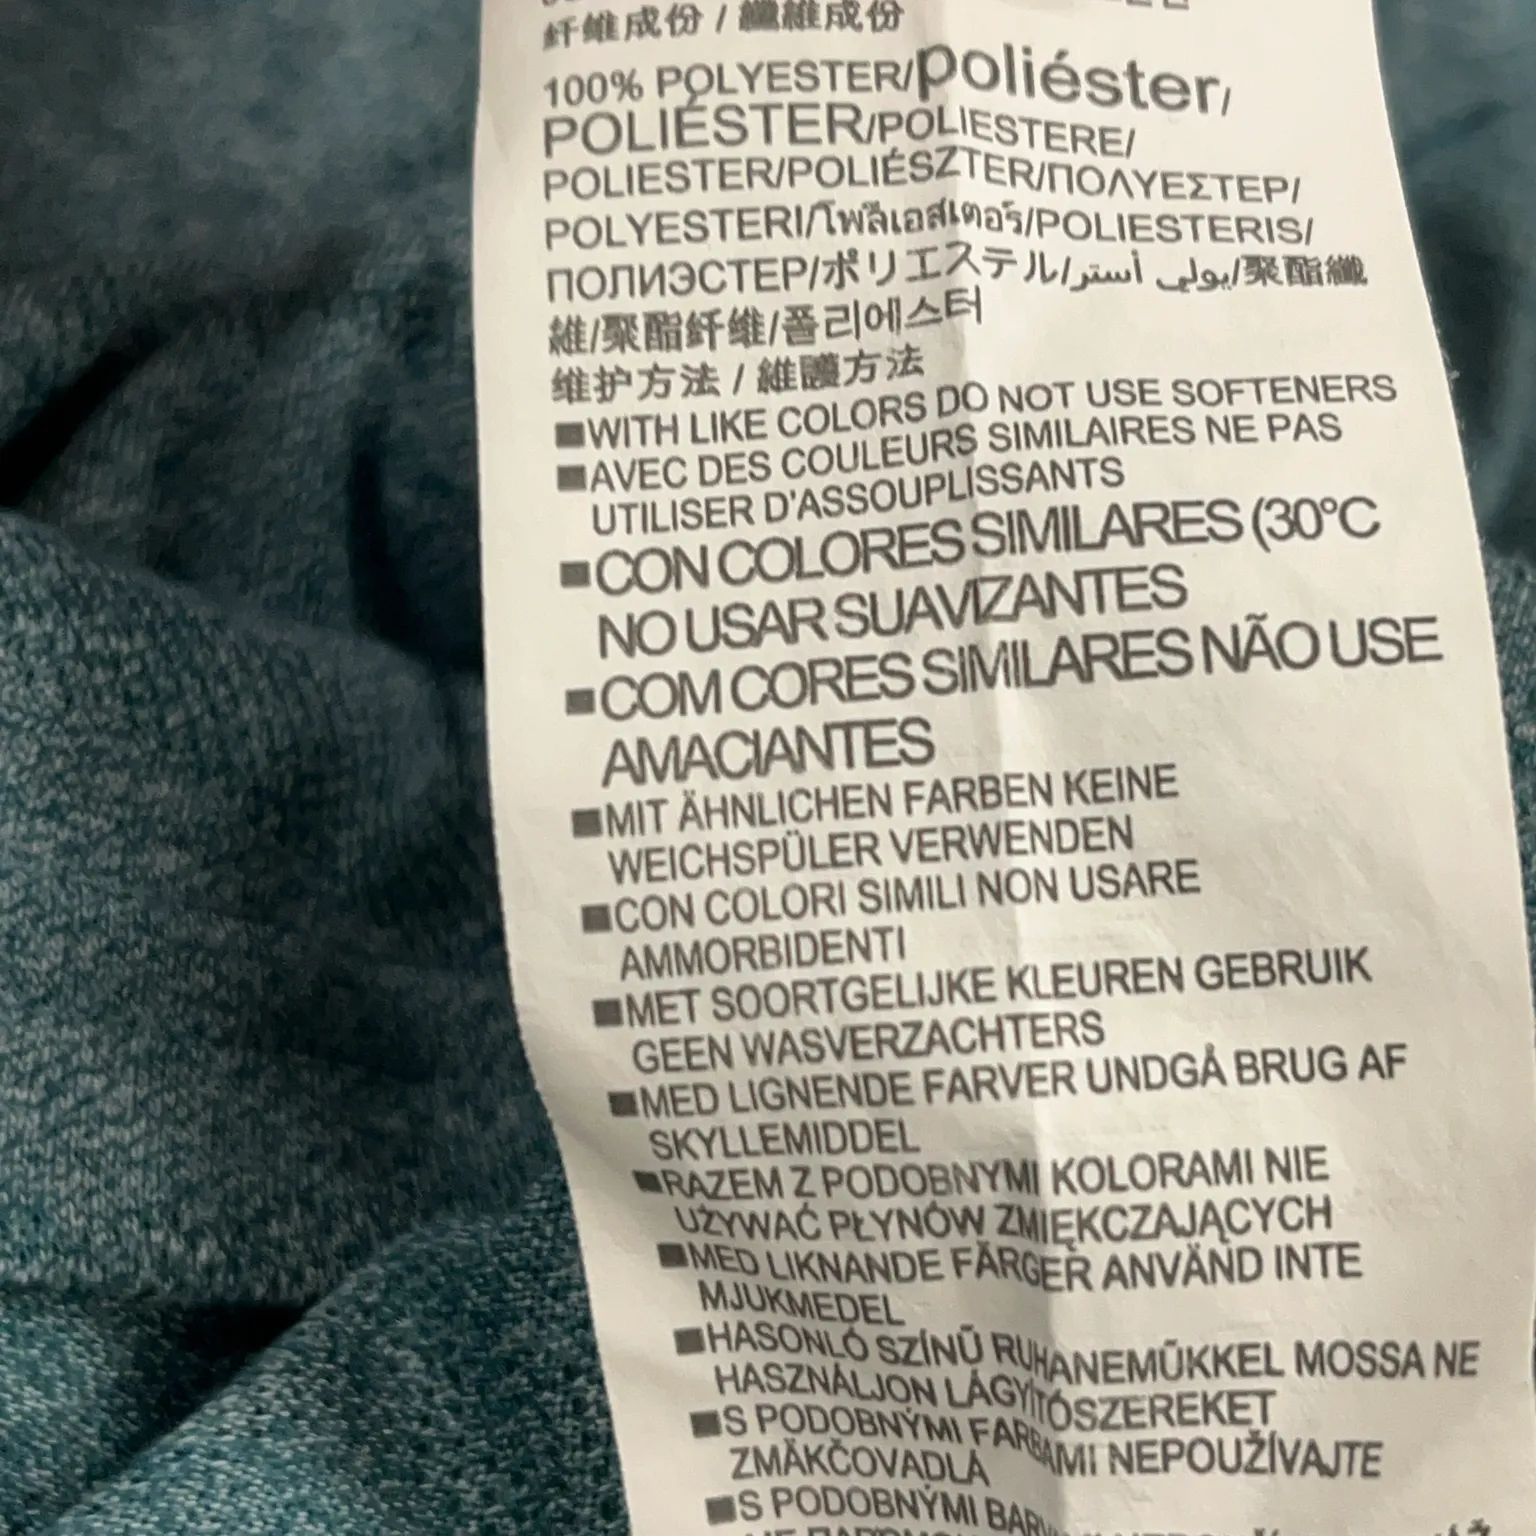 纤维成份 / 纖維成份
100% POLYESTER/poliéster/
POLIÉSTER/POLIESTERE/
POLIESTER/POLIÉSZTER/ΠΟΛΥΕΣΤΕΡ/
POLYESTERI/โพลีเอสเตอร์/POLIESTERIS/
ПОЛИЭСТЕР/ポリエステル/بولي أستر/聚酯纖
維/聚酯纤维/폴리에스터
维护方法 / 維護方法
■WITH LIKE COLORS DO NOT USE SOFTENERS
■AVEC DES COULEURS SIMILAIRES NE PAS
UTILISER D'ASSOUPLISSANTS
■CON COLORES SIMILARES (30°C
NO USAR SUAVIZANTES
■COM CORES SIMILARES NÃO USE
AMACIANTES
■MIT ÄHNLICHEN FARBEN KEINE
WEICHSPÜLER VERWENDEN
■CON COLORI SIMILI NON USARE
AMMORBIDENTI
■MET SOORTGELIJKE KLEUREN GEBRUIK
GEEN WASVERZACHTERS
■MED LIGNENDE FARVER UNDGÅ BRUG AF
SKYLLEMIDDEL
■RAZEM Z PODOBNYMI KOLORAMI NIE
UŻYWAĆ PŁYNÓW ZMIĘKCZAJĄCYCH
■MED LIKNANDE FÄRGER ANVÄND INTE
MJUKMEDEL
■HASONLÓ SZÍNŰ RUHANEMŰKKEL MOSSA NE
HASZNÁLJON LÁGYÍTÓSZEREKET
■S PODOBNÝMI FARBAMI NEPOUŽÍVAJTE
ZMÄKČOVADLÁ
■S PODOBNÝMI